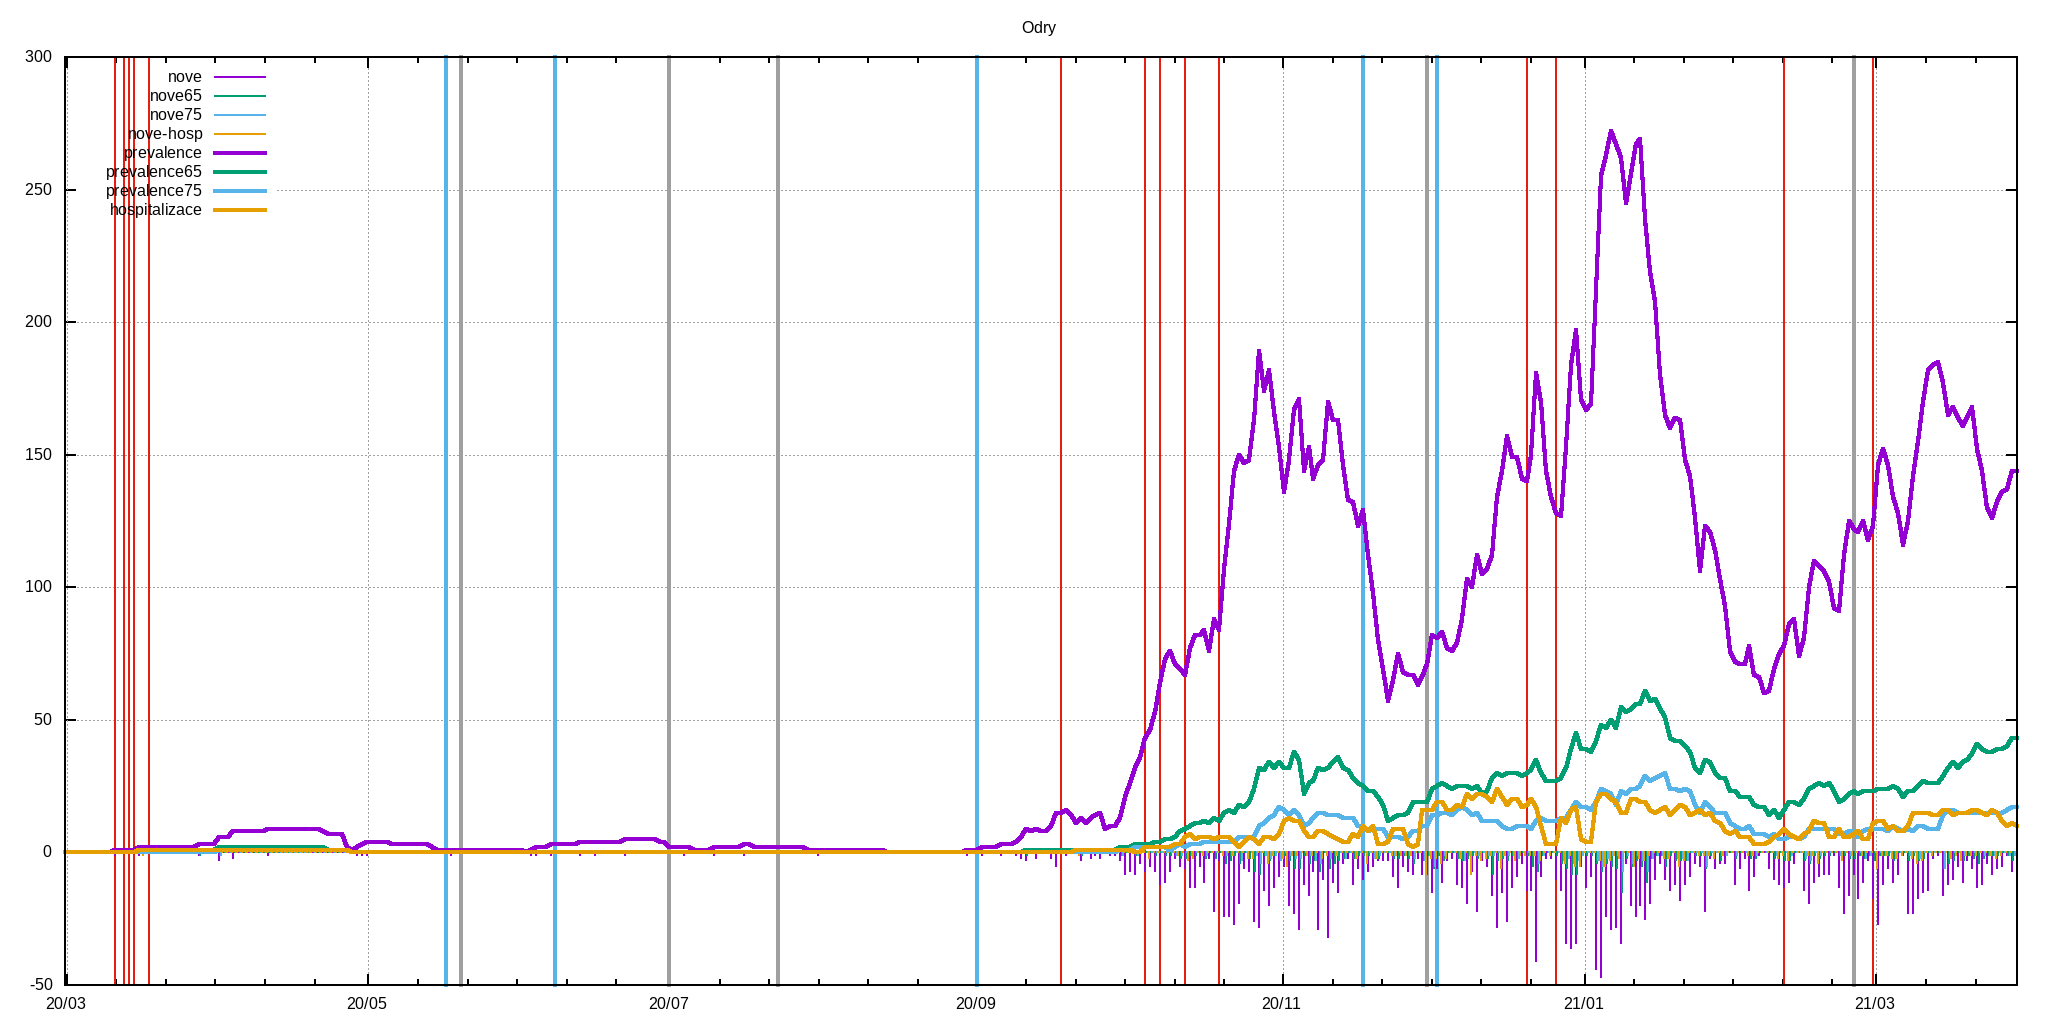 Odry
300
nove
nove65
nove75
nove-hosp
prevalence
prevalence65
prevalence75
hospitalizace
250
200
150
100
50
0
-50
20/03 20/05 20/07 20/09 20/11 21/01 21/03